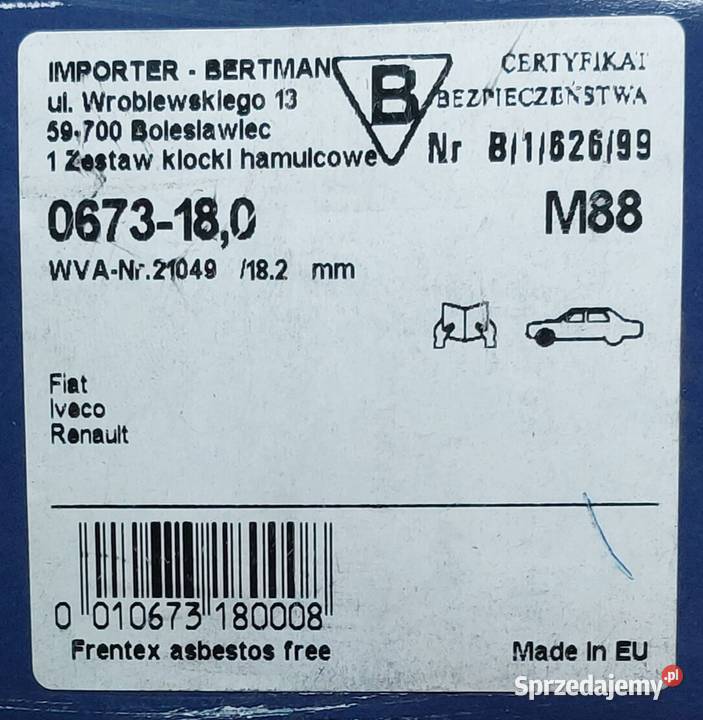 IMPORTER - BERTMAN
ul. Wroblewskiego 13
59-700 Boleslawiec
1 Zestaw klocki hamulcowe
B
CERTYFIKAT
BEZPIECZEŃSTWA
Nr B/1/626/99
0673-18,0
M88
WVA-Nr.21049 /18.2 mm
Fiat
Iveco
Renault
0 010673 180008
Frentex asbestos free
Made in EU
Sprzedajemy.pl